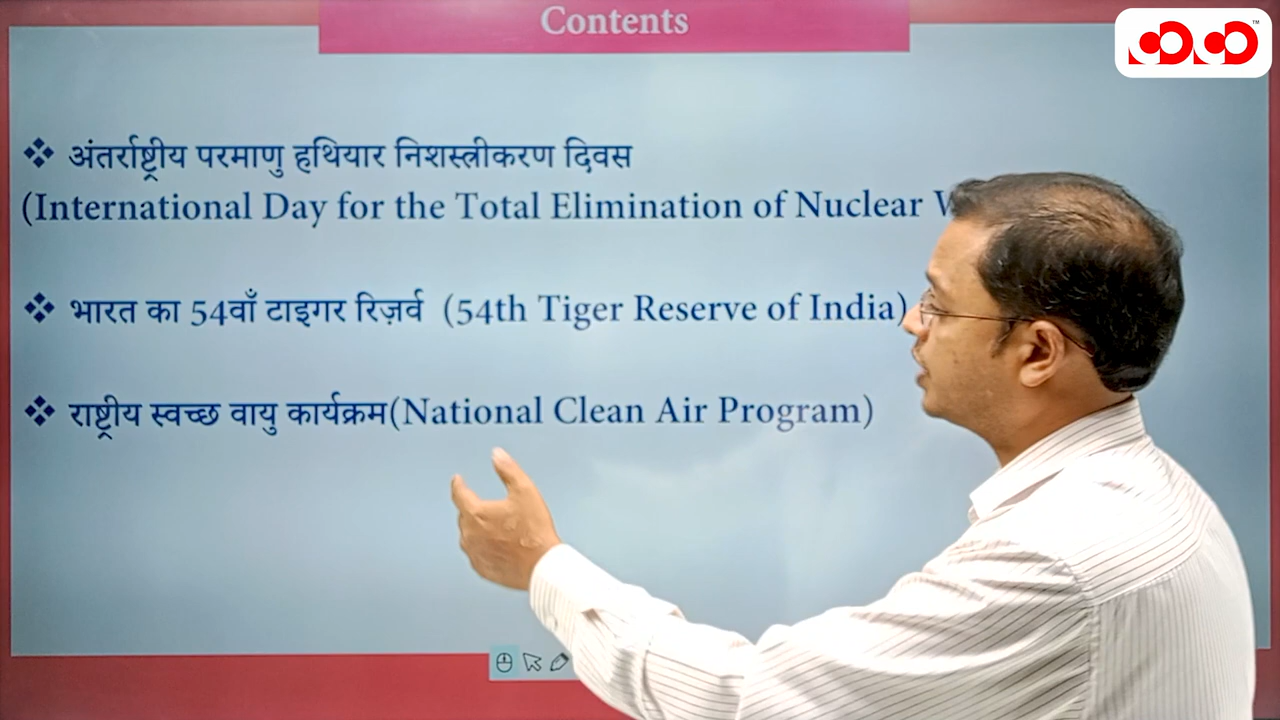 Contents
❖ अंतर्राष्ट्रीय परमाणु हथियार निशस्त्रीकरण दिवस
(International Day for the Total Elimination of Nuclear
❖ भारत का 54वाँ टाइगर रिज़र्व (54th Tiger Reserve of India)
❖ राष्ट्रीय स्वच्छ वायु कार्यक्रम(National Clean Air Program)